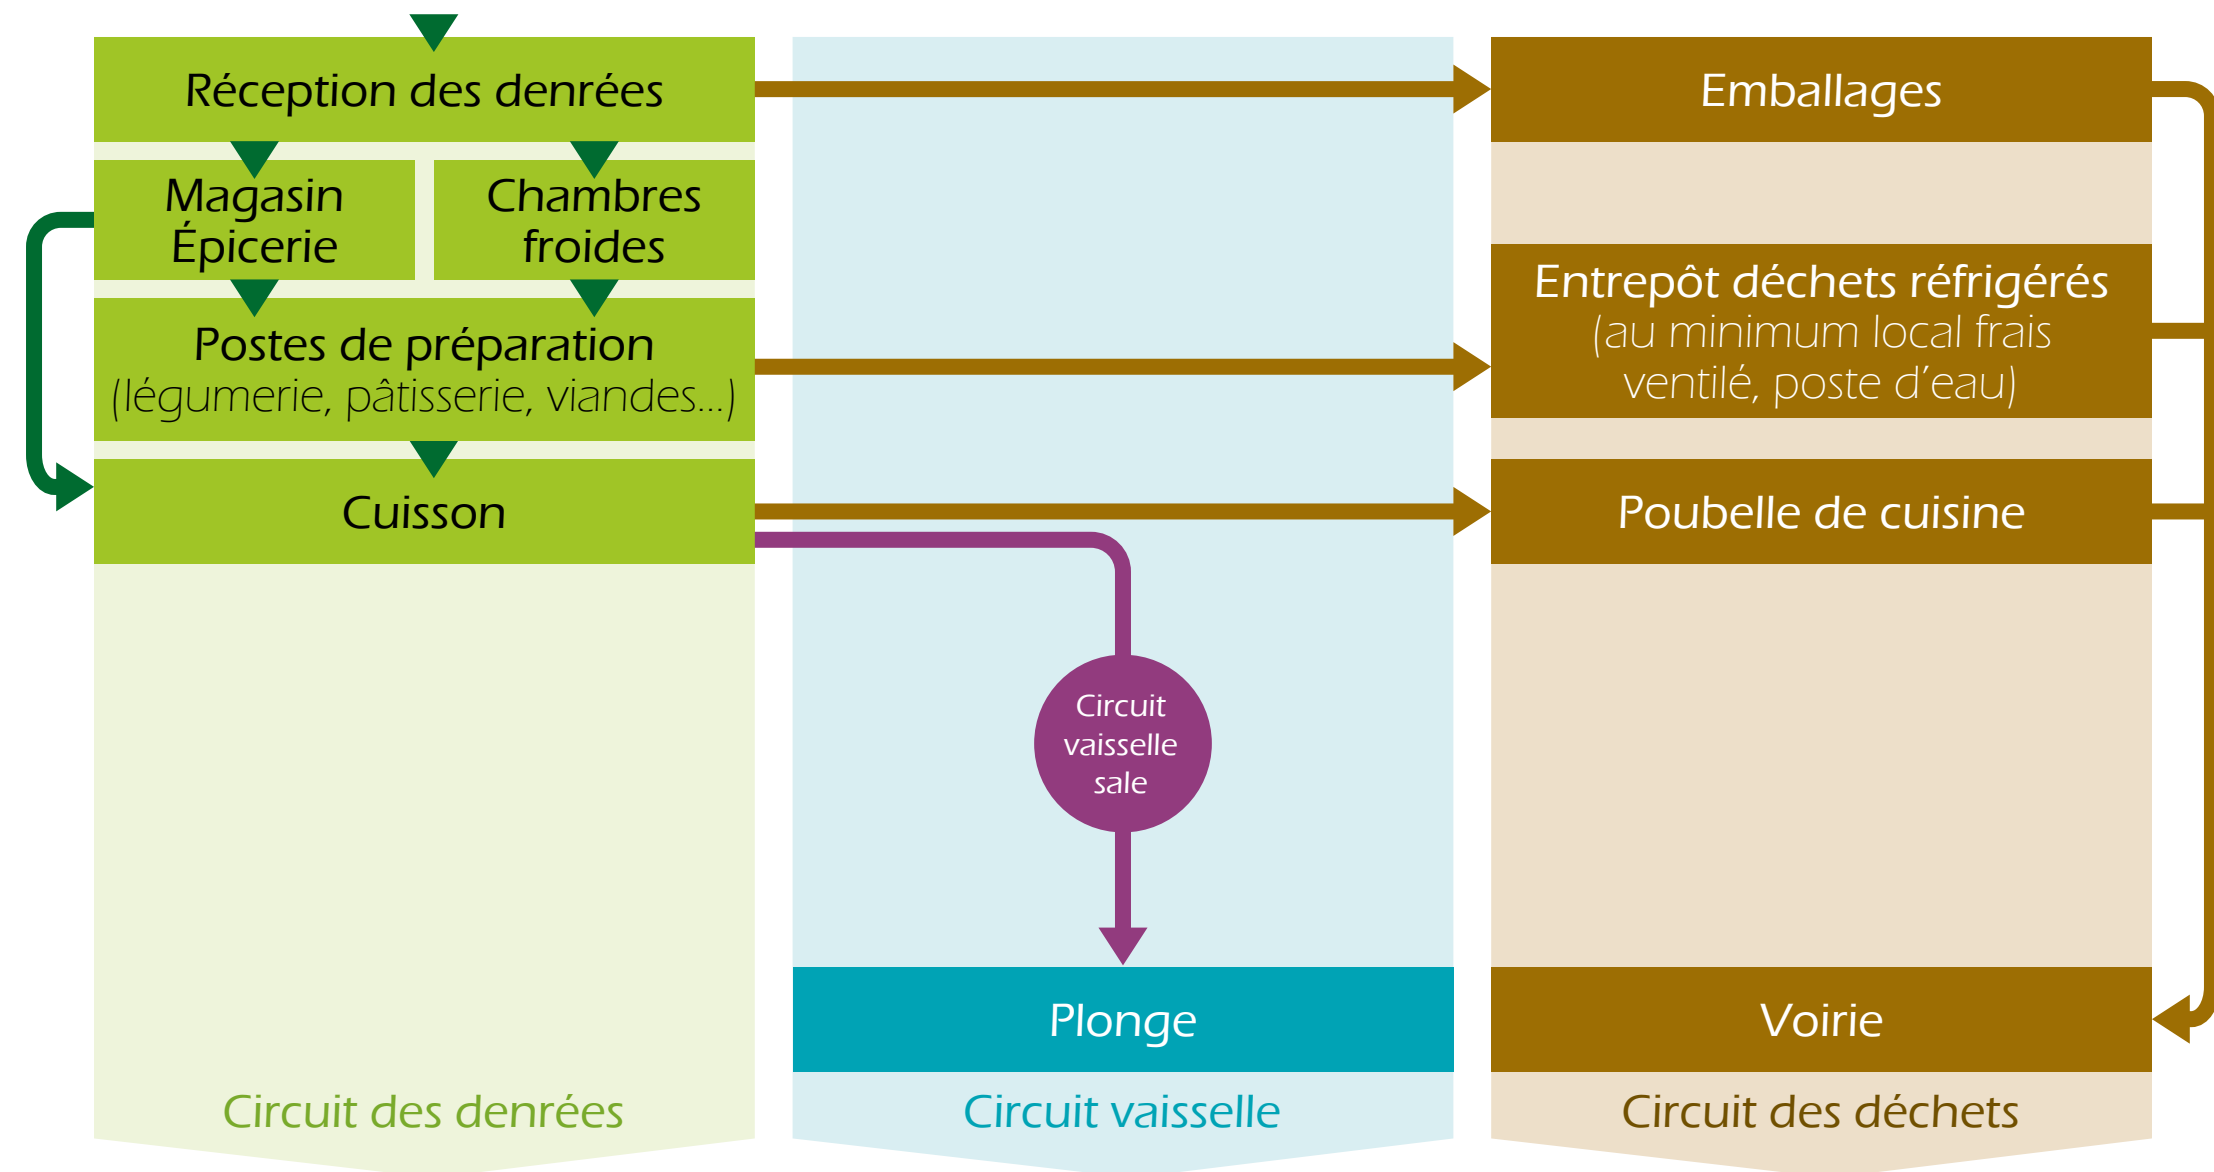 Réception des denrées
Emballages
Magasin
Épicerie
Chambres
froides
Postes de préparation
(légumerie, pâtisserie, viandes...)
Entrepôt déchets réfrigérés
(au minimum local frais
ventilé, poste d'eau)
Cuisson
Poubelle de cuisine
Circuit
vaisselle
sale
Plonge
Voirie
Circuit des denrées
Circuit vaisselle
Circuit des déchets